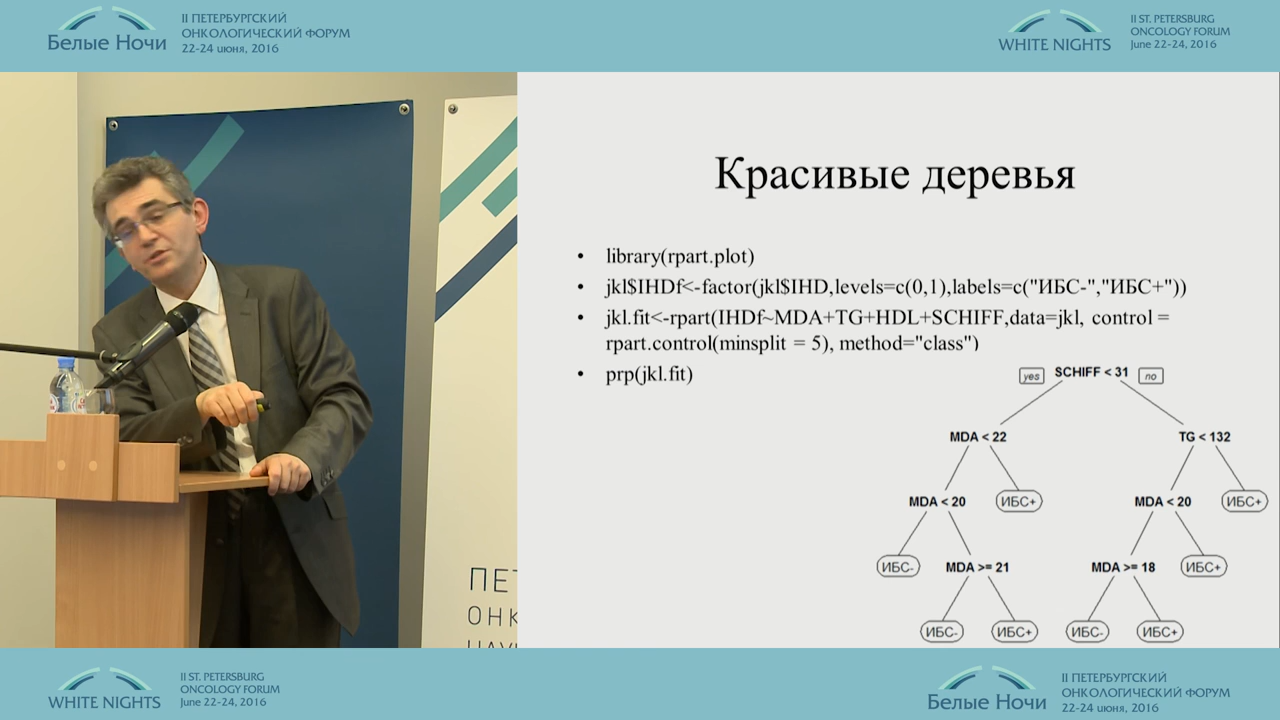 II ПЕТЕРБУРГСКИЙ
ОНКОЛОГИЧЕСКИЙ ФОРУМ
22-24 июня, 2016
Белые Ночи
II ST. PETERSBURG
ONCOLOGY FORUM
June 22-24, 2016
WHITE NIGHTS
Красивые деревья
• library(rpart.plot)
• jkl$IHDf<-factor(jkl$IHD,levels=c(0,1),labels=c("ИБС-","ИБС+"))
• jkl.fit<-rpart(IHDf~MDA+TG+HDL+SCHIFF,data=jkl, control =
rpart.control(minsplit = 5), method="class")
• prp(jkl.fit)
yes SCHIFF < 31 no
MDA < 22 TG < 132
MDA < 20 ИБС+ MDA < 20 ИБС+
ИБС- MDA >= 21 MDA >= 18 ИБС+
ИБС- ИБС+ ИБС- ИБС+
ПЕТ
ОНК
НАУ
II ST. PETERSBURG
ONCOLOGY FORUM
June 22-24, 2016
WHITE NIGHTS
II ПЕТЕРБУРГСКИЙ
ОНКОЛОГИЧЕСКИЙ ФОРУМ
22-24 июня, 2016
Белые Ночи